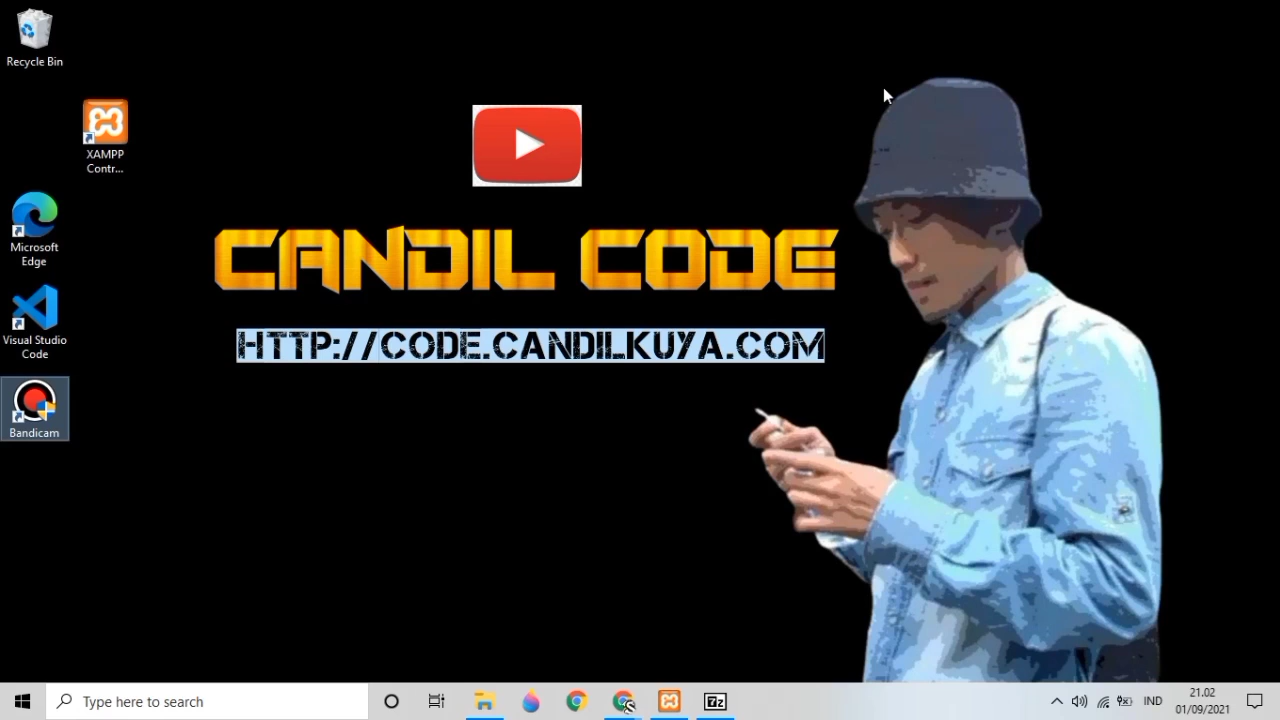 Recycle Bin
XAMPP
Contr...
Microsoft
Edge
Visual Studio
Code
Bandicam
CANDIL CODE
HTTP://CODE.CANDILKUYA.COM
Type here to search
7z
IND
21.02
01/09/2021